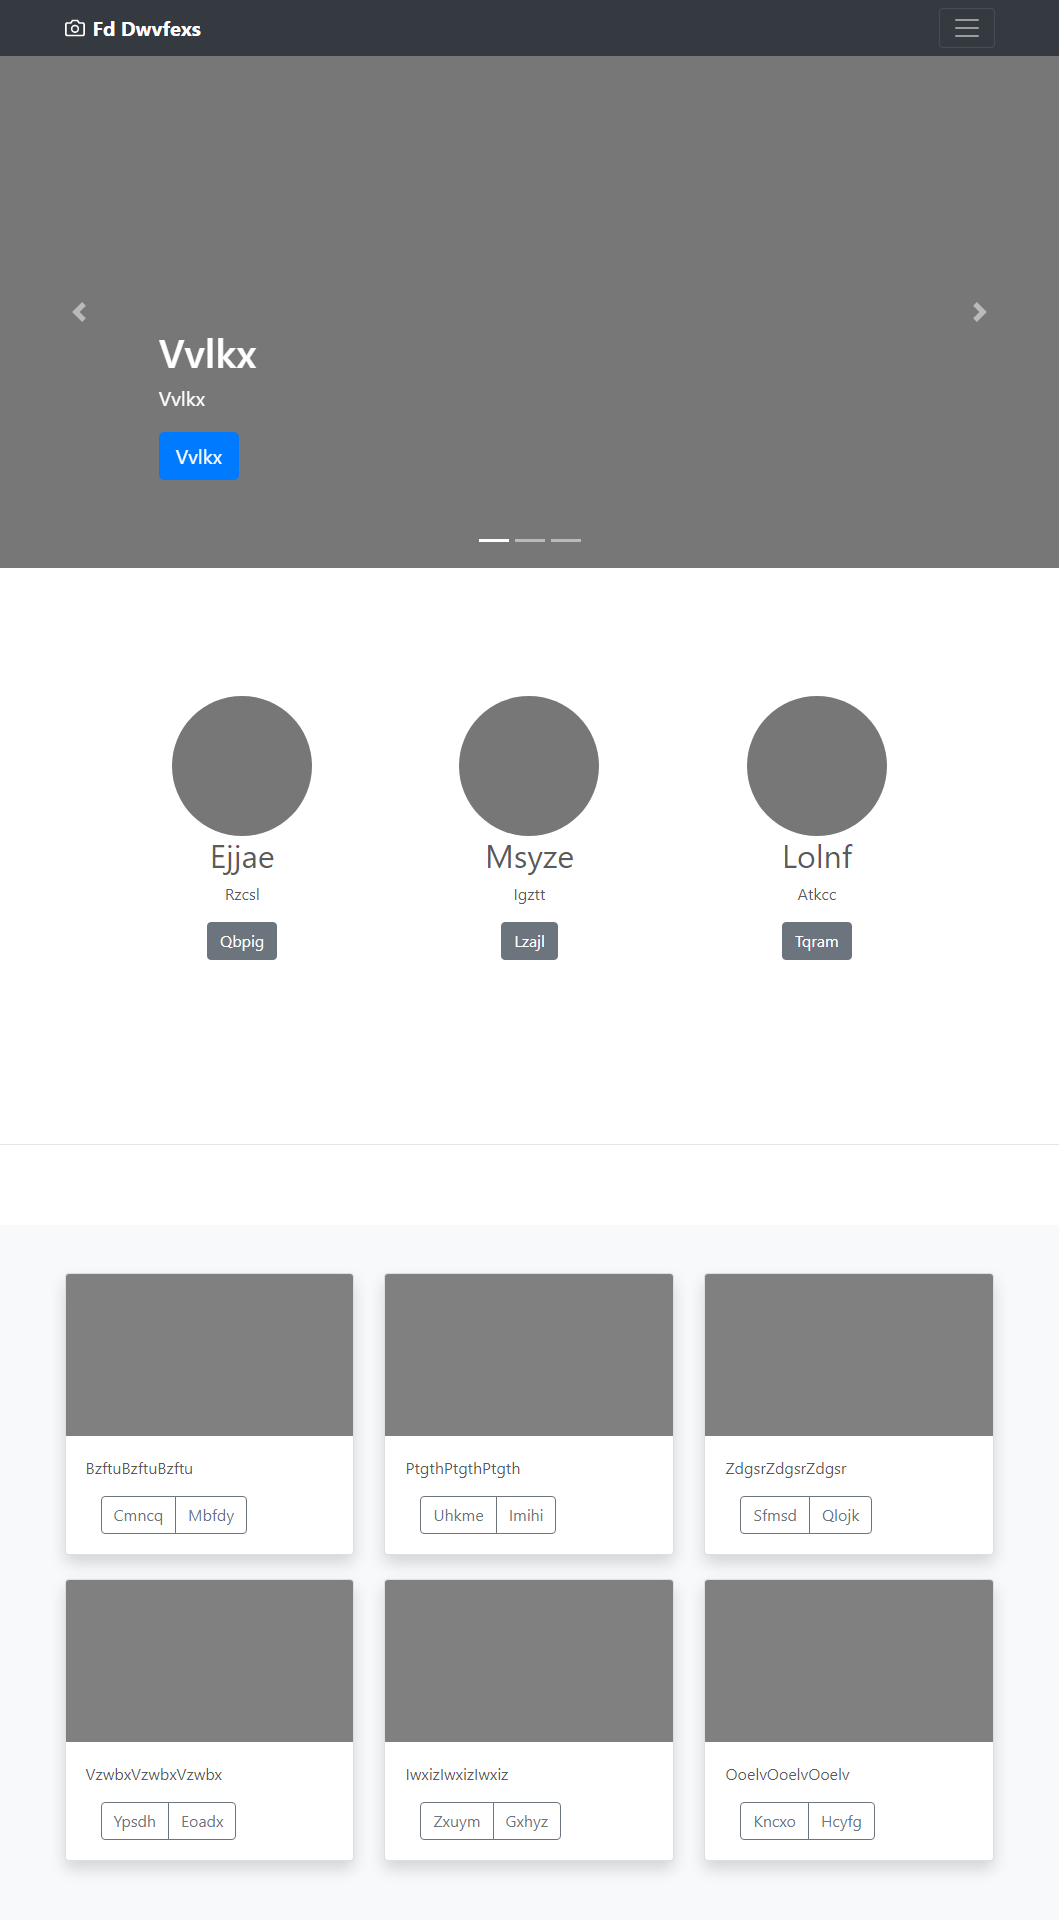 Fd Dwvfexs
Vvlkx
Vvlkx
Vvlkx
Ejjae
Rzcsl
Qbpig
Msyze
Igztt
Lzajl
Lolnf
Atkcc
Tqram
BzftuBzftuBzftu
Cmncq Mbfdy
PtgthPtgthPtgth
Uhkme Imihi
ZdgsrZdgsrZdgsr
Sfmsd Qlojk
VzwbxVzwbxVzwbx
Ypsdh Eoadx
IwxizIwxizIwxiz
Zxuym Gxhyz
OoelvOoelvOoelv
Kncxo Hcyfg